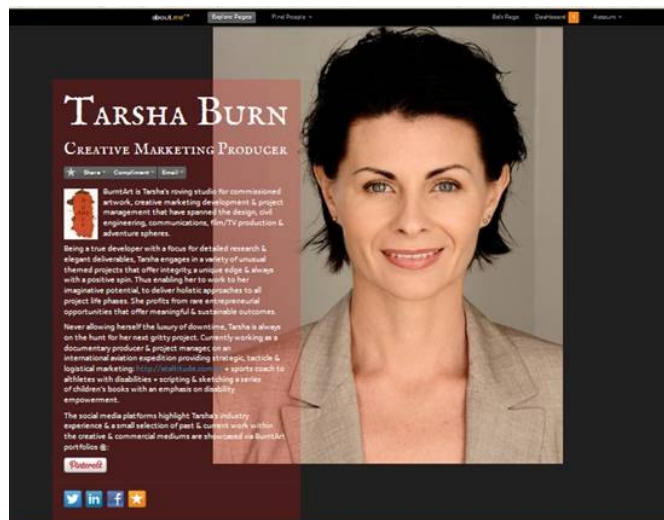 about.me
Explore Pages
Find People
Edit Page
Dashboard
Account
TARSHA BURN
CREATIVE MARKETING PRODUCER
Share
Compliment
Email
BurntArt is Tarsha's roving studio for commissioned
artwork, creative marketing development & project
management that have spanned the design, civil
engineering, communications, film/TV production &
adventure spheres.
Being a true developer with a focus for detailed research &
elegant deliverables, Tarsha engages in a variety of unusual
themed projects that offer integrity, a unique edge & always
with a positive spin. Thus enabling her to work to her
imaginative potential, to deliver holistic approaches to all
project life phases. She profits from rare entrepreneurial
opportunities that offer meaningful & sustainable outcomes.
Never allowing herself the luxury of downtime, Tarsha is always
on the hunt for her next gritty project. Currently working as a
documentary producer & project manager, on an
international aviation expedition providing strategic, tacticle &
logistical marketing: + sports coach to
althletes with disabilities + scripting & sketching a series
of children's books with an emphasis on disability
empowerment.
The social media platforms highlight Tarsha's industry
experience & a small selection of past & current work within
the creative & commercial mediums are showcased via BurntArt
portfolios @:
Pinterest